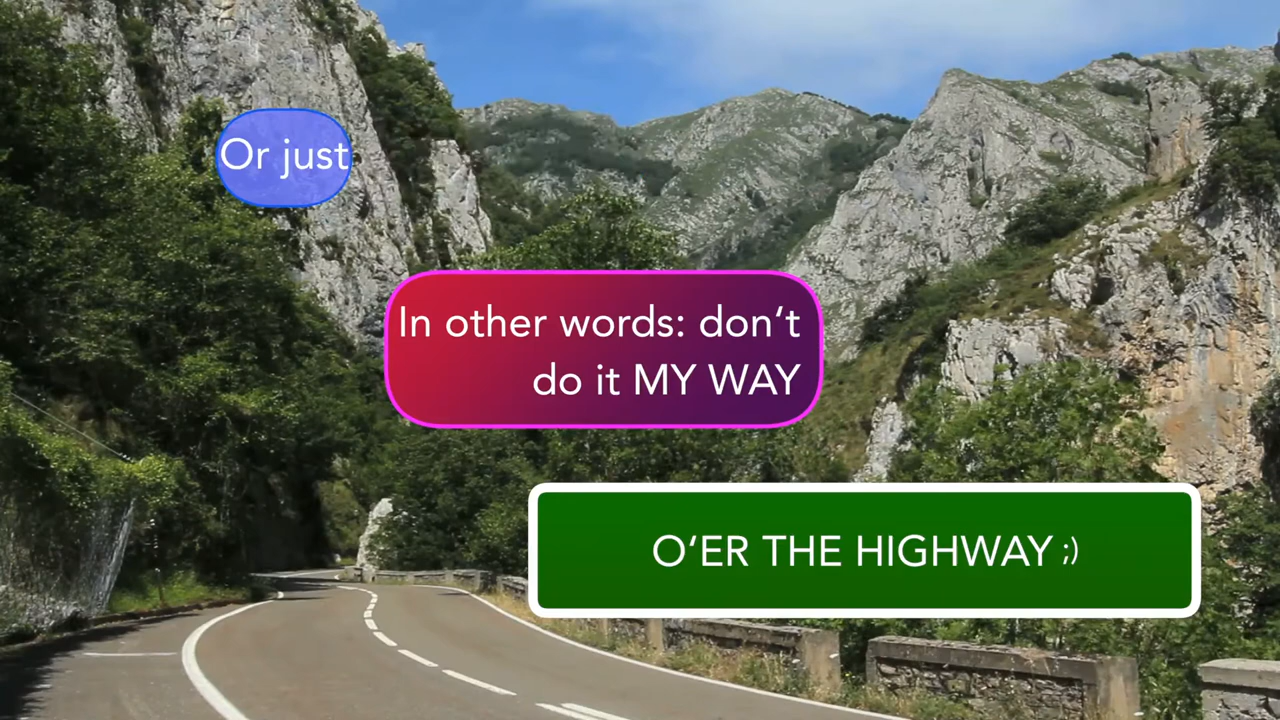 Or just
In other words: don‘t
do it MY WAY
O‘ER THE HIGHWAY ;)